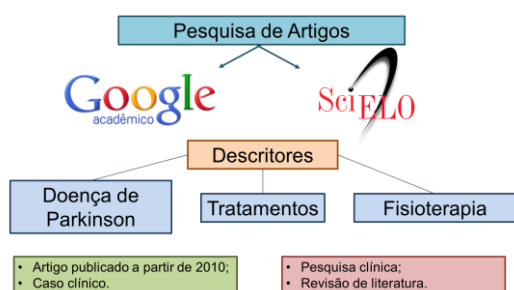 Pesquisa de Artigos
Google
acadêmico
SciELO
Descritores
Doença de
Parkinson
Tratamentos
Fisioterapia
• Artigo publicado a partir de 2010;
• Caso clínico.
• Pesquisa clínica;
• Revisão de literatura.